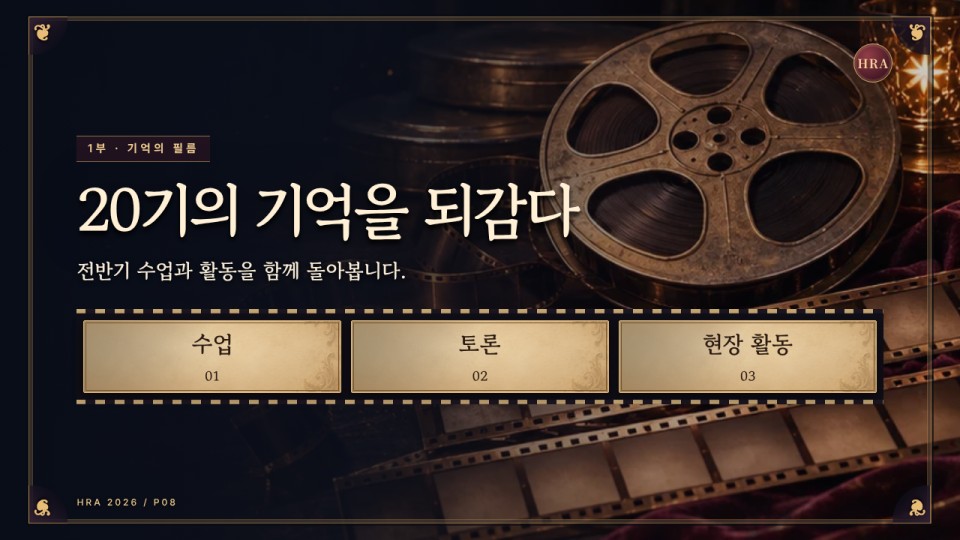 HRA
1부 · 기억의 필름
20기의 기억을 되감다
전반기 수업과 활동을 함께 돌아봅니다.
수업
01
토론
02
현장 활동
03
HRA 2026 / P08